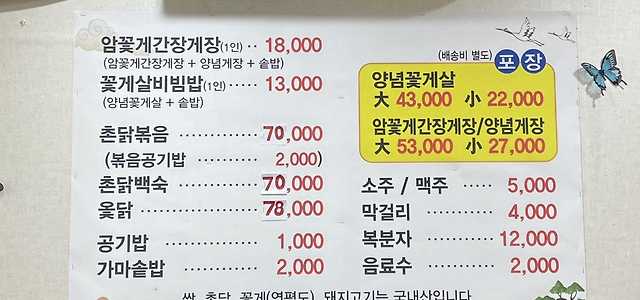 암꽃게간장게장(1인) ·· 18,000
(암꽃게간장게장 + 양념게장 + 솥밥)
꽃게살비빔밥(1인) ······ 13,000
(양념꽃게살 + 솥밥)
촌닭볶음 ············ 70,000
(볶음공기밥 ············ 2,000)
촌닭백숙 ············ 70,000
옻닭 ················ 78,000
공기밥 ·············· 1,000
가마솥밥 ············ 2,000
(배송비 별도) 포장
양념꽃게살
大 43,000 小 22,000
암꽃게간장게장/양념게장
大 53,000 小 27,000
소주 / 맥주 ····· 5,000
막걸리 ············ 4,000
복분자 ·········· 12,000
음료수 ············ 2,000
쌀, 촌닭, 꽃게(연평도), 돼지고기는 국내산입니다